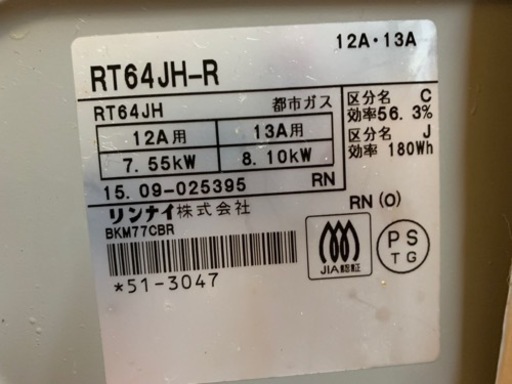 12A・13A
RT64JH-R
RT64JH 都市ガス
12A用 13A用
7.55kW 8.10kW
15.09-025395 RN
区分名 C
効率56.3%
区分名 J
効率 180Wh
リンナイ株式会社
RN (O)
BKM77CBR
*51-3047
JIA認証
PS
TG